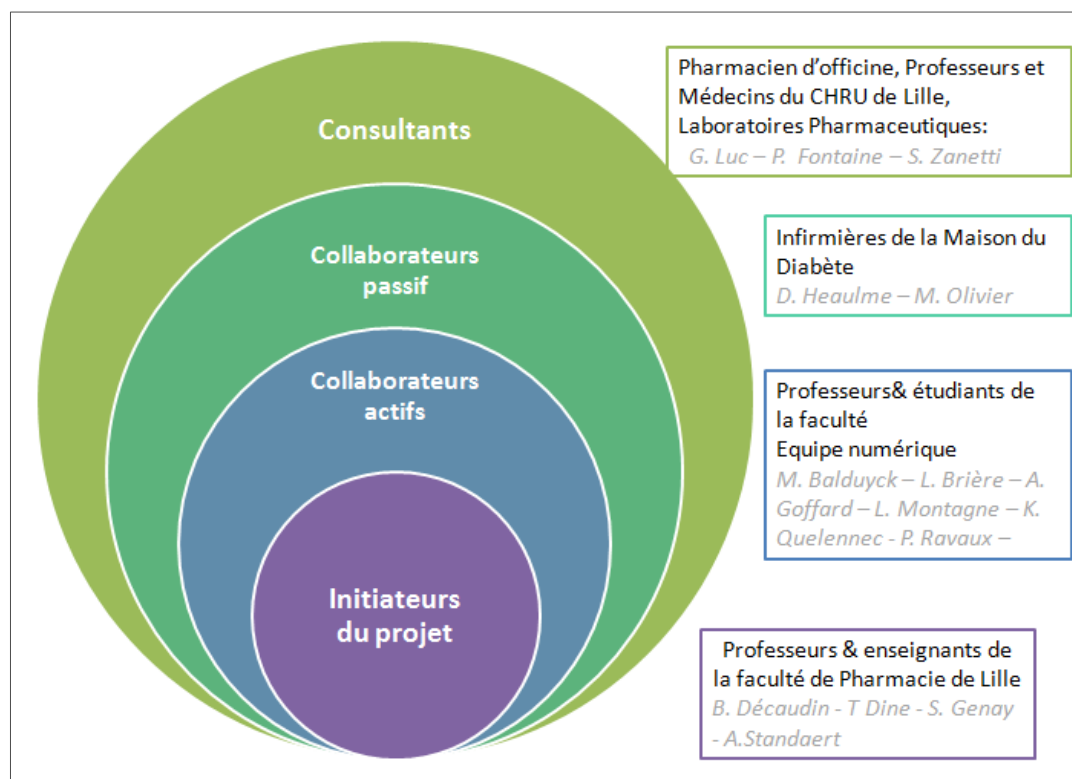 Consultants
Pharmacien d'officine, Professeurs et
Médecins du CHRU de Lille,
Laboratoires Pharmaceutiques:
G. Luc – P. Fontaine – S. Zanetti
Collaborateurs
passif
Infirmières de la Maison du
Diabète
D. Heaulme – M. Olivier
Collaborateurs
actifs
Professeurs& étudiants de
la faculté
Equipe numérique
M. Balduyck – L. Brière – A.
Goffard – L. Montagne – K.
Quelennec - P. Ravaux –
Initiateurs
du projet
Professeurs & enseignants de
la faculté de Pharmacie de Lille
B. Décaudin - T Dine - S. Genay
- A.Standaert